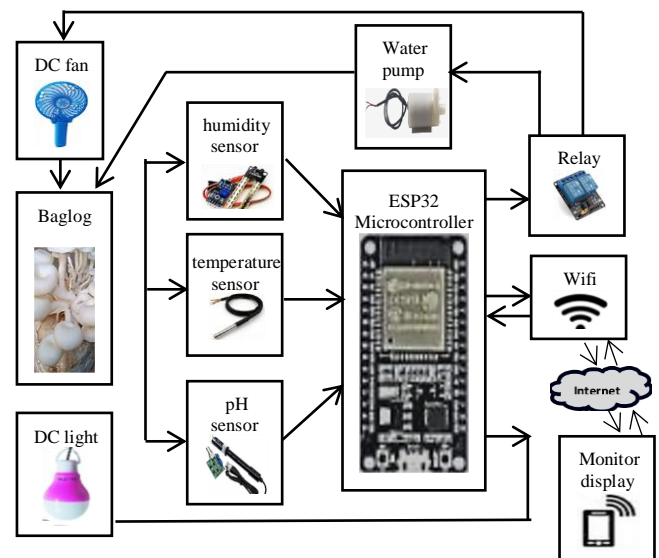 DC fan
Water
pump
humidity
sensor
Relay
ESP32
Microcontroller
Baglog
temperature
sensor
Wifi
Internet
pH
sensor
DC light
Monitor
display